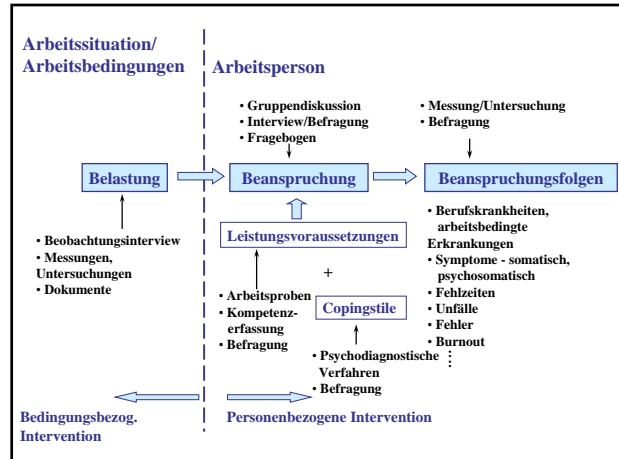 Arbeitssituation/
Arbeitsbedingungen
Arbeitsperson
• Gruppendiskussion
• Interview/Befragung
• Fragebogen
• Messung/Untersuchung
• Befragung
Belastung
Beanspruchung
Beanspruchungsfolgen
• Beobachtungsinterview
• Messungen,
Untersuchungen
• Dokumente
Leistungsvoraussetzungen
+
• Arbeitsproben
• Kompetenz-
erfassung
• Befragung
Copingstile
• Psychodiagnostische
Verfahren
• Befragung
• Berufskrankheiten,
arbeitsbedingte
Erkrankungen
• Symptome - somatisch,
psychosomatisch
• Fehlzeiten
• Unfälle
• Fehler
• Burnout
⋮
Bedingungsbezog.
Intervention
Personenbezogene Intervention